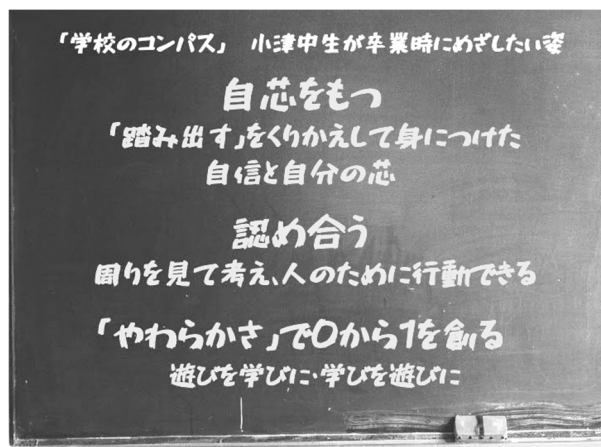 「学校のコンパス」 小津中生が卒業時にめざしたい姿
自芯をもつ
「踏み出す」をくりかえして身につけた
自信と自分の芯
認め合う
周りを見て考え、人のために行動できる
「やわらかさ」で0から1を創る
遊びを学びに・学びを遊びに